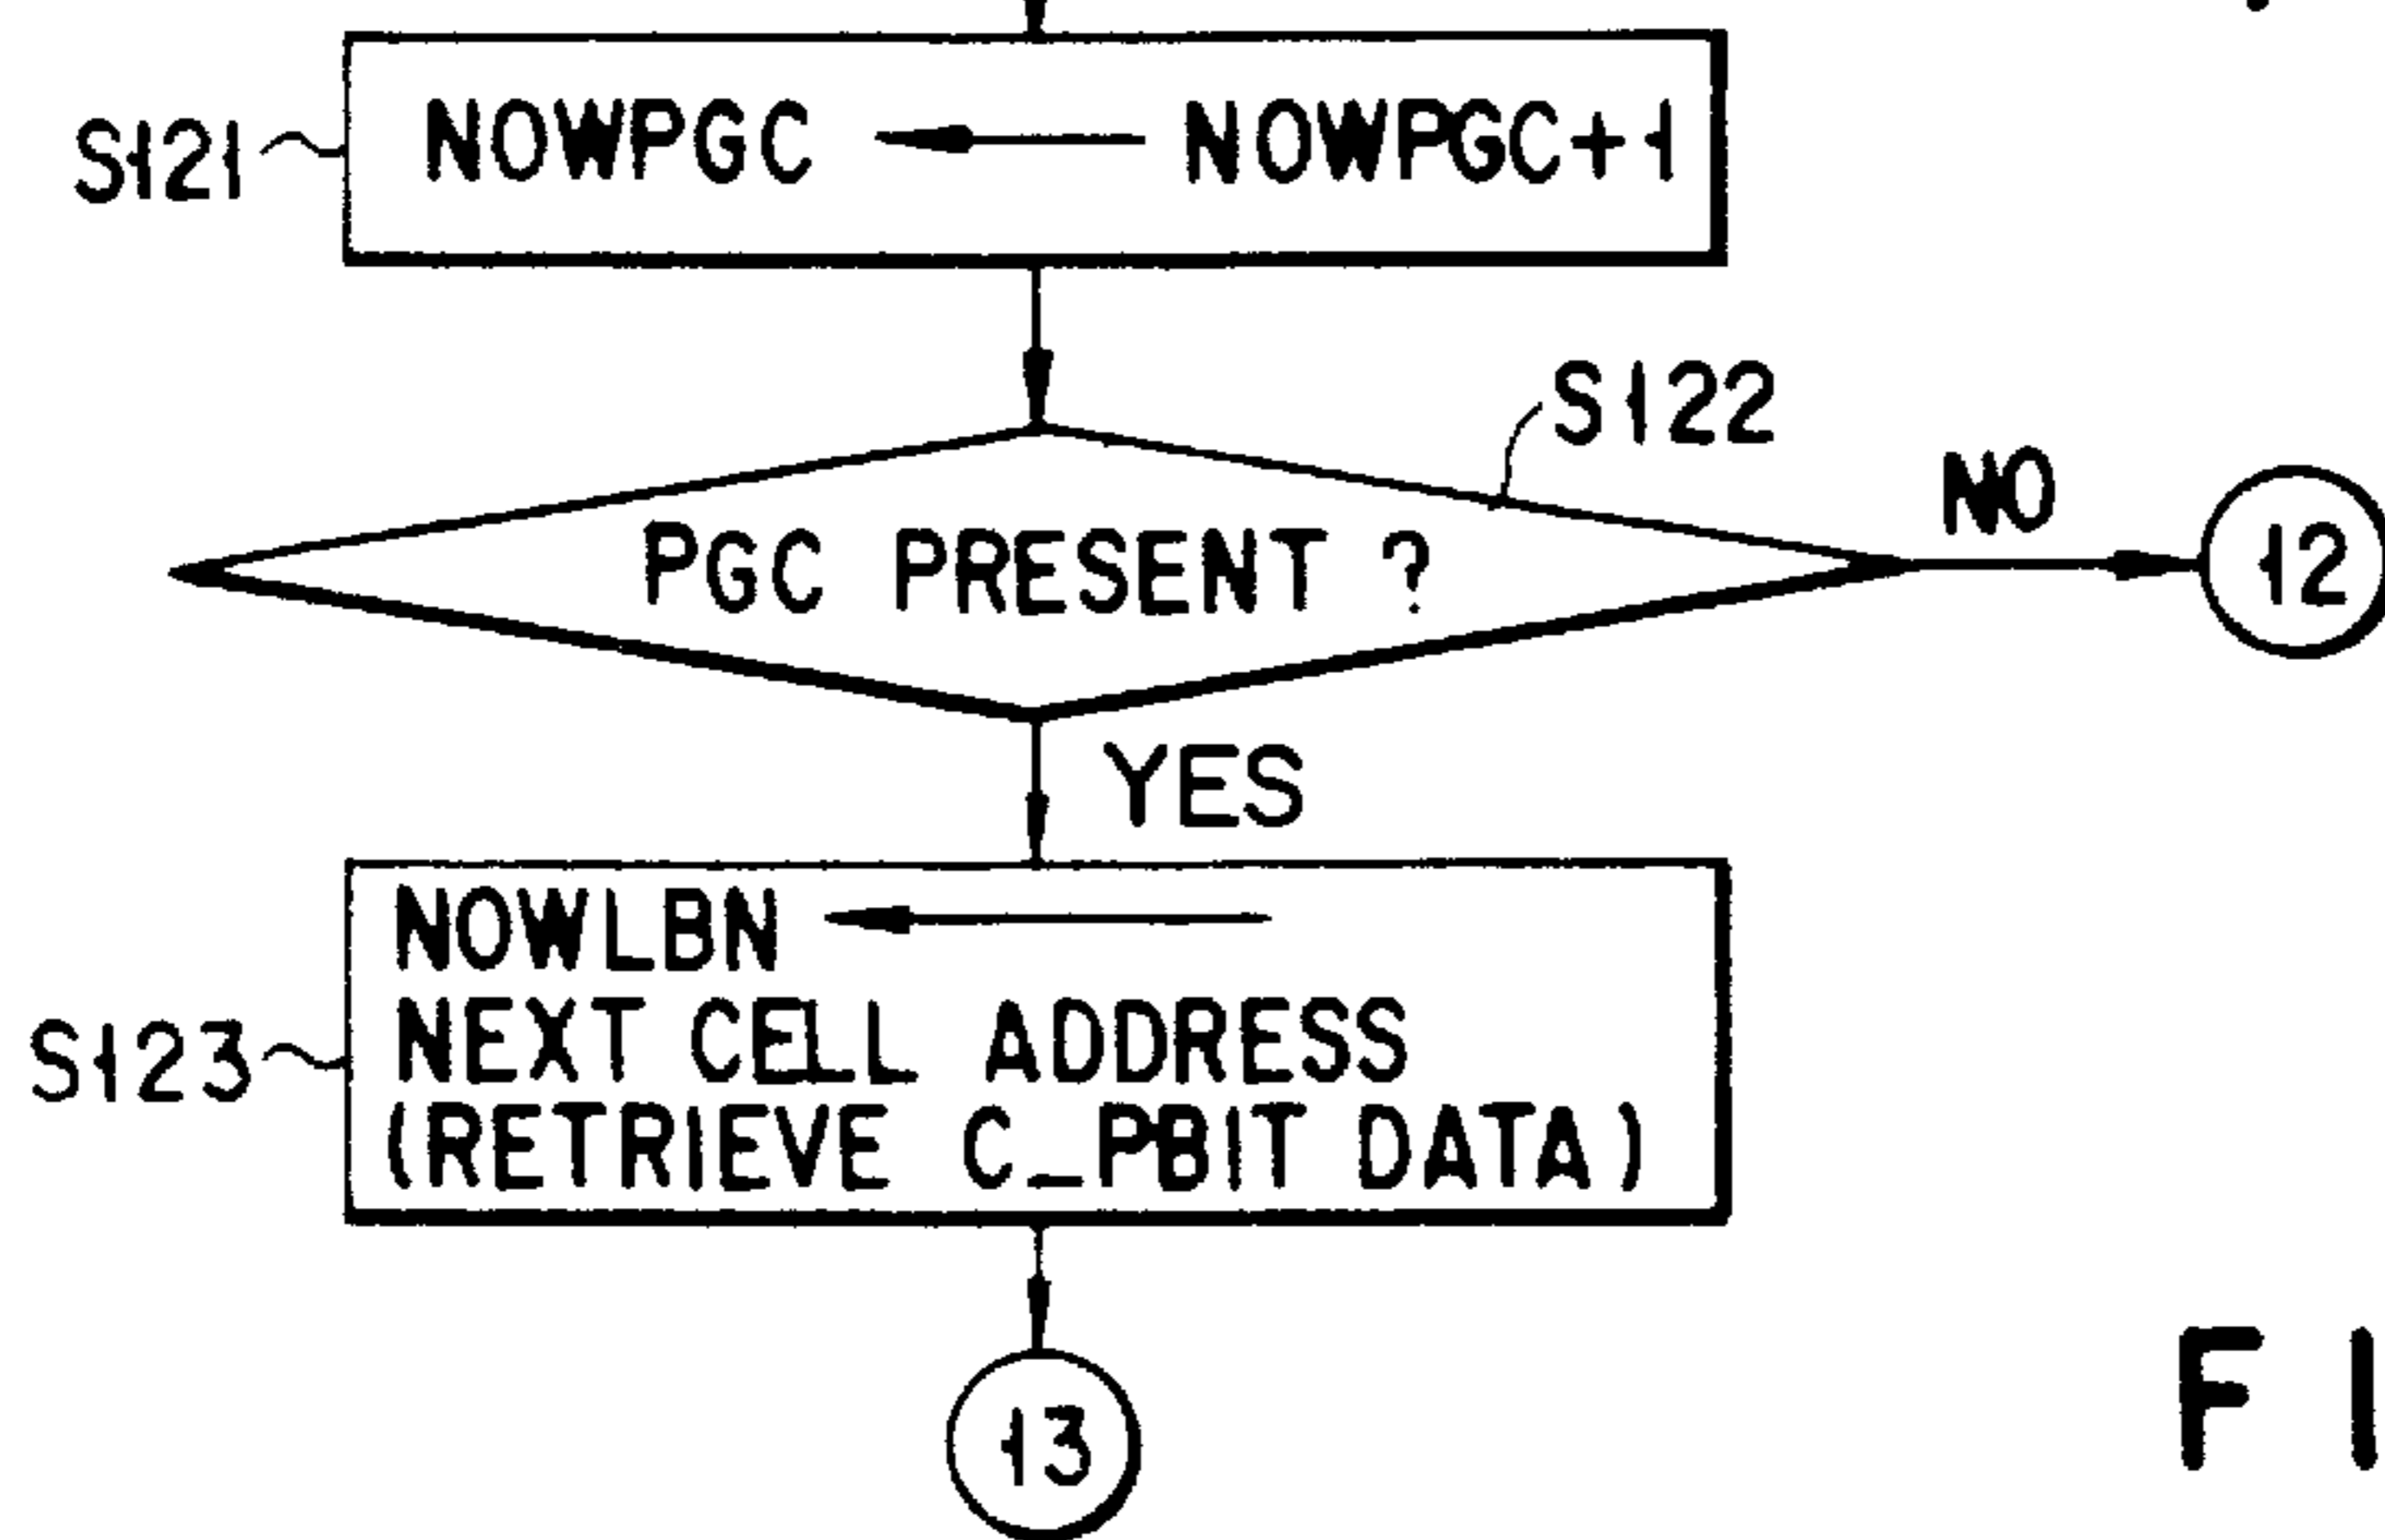 S121
NOWPGC ← NOWPGC+1
S122
NO
PGC PRESENT ?
12
YES
NOWLBN ←
NEXT CELL ADDRESS
S123
(RETRIEVE C_PBIT DATA)
13
FI